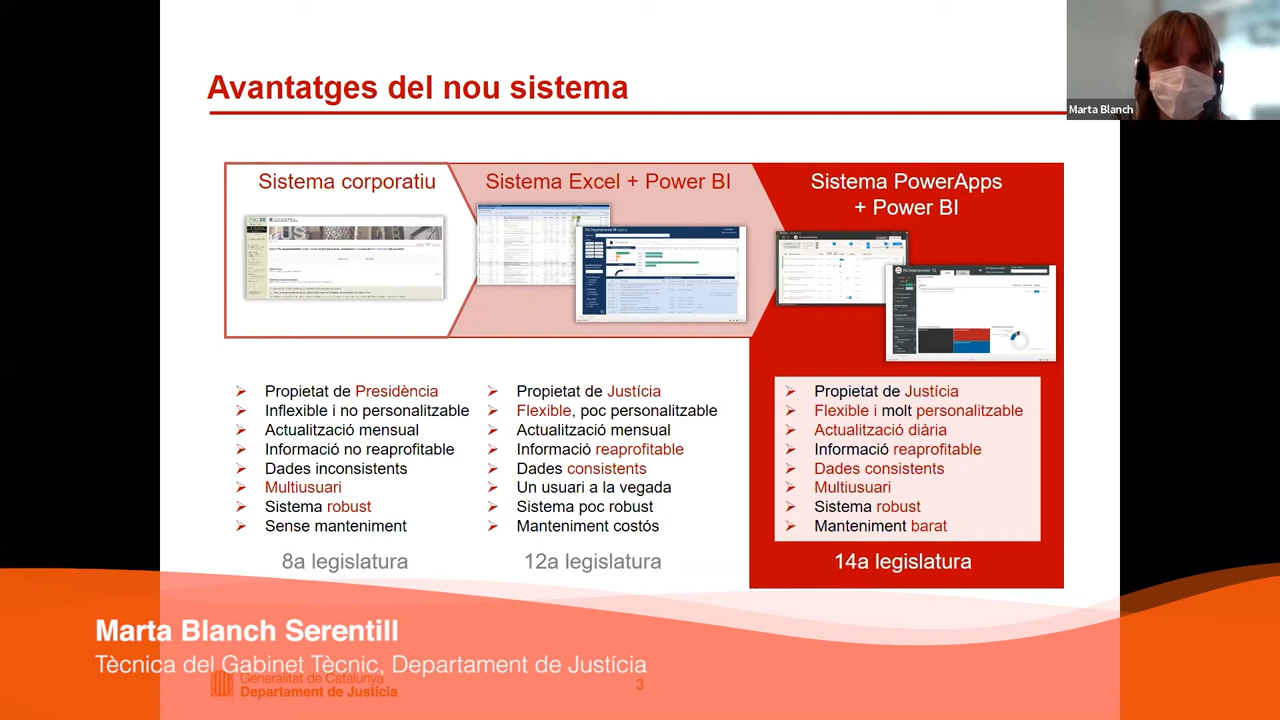 Avantatges del nou sistema
Marta Blanch
Sistema corporatiu
Sistema Excel + Power BI
Sistema PowerApps
+ Power BI
Propietat de Presidència
Inflexible i no personalitzable
Actualització mensual
Informació no reaprofitable
Dades inconsistents
Multiusuari
Sistema robust
Sense manteniment
8a legislatura
Propietat de Justícia
Flexible, poc personalitzable
Actualització mensual
Informació reaprofitable
Dades consistents
Un usuari a la vegada
Sistema poc robust
Manteniment costós
12a legislatura
Propietat de Justícia
Flexible i molt personalitzable
Actualització diària
Informació reaprofitable
Dades consistents
Multiusuari
Sistema robust
Manteniment barat
14a legislatura
Marta Blanch Serentill
Tècnica del Gabinet Tècnic, Departament de Justícia
Generalitat de Catalunya
Departament de Justícia
3